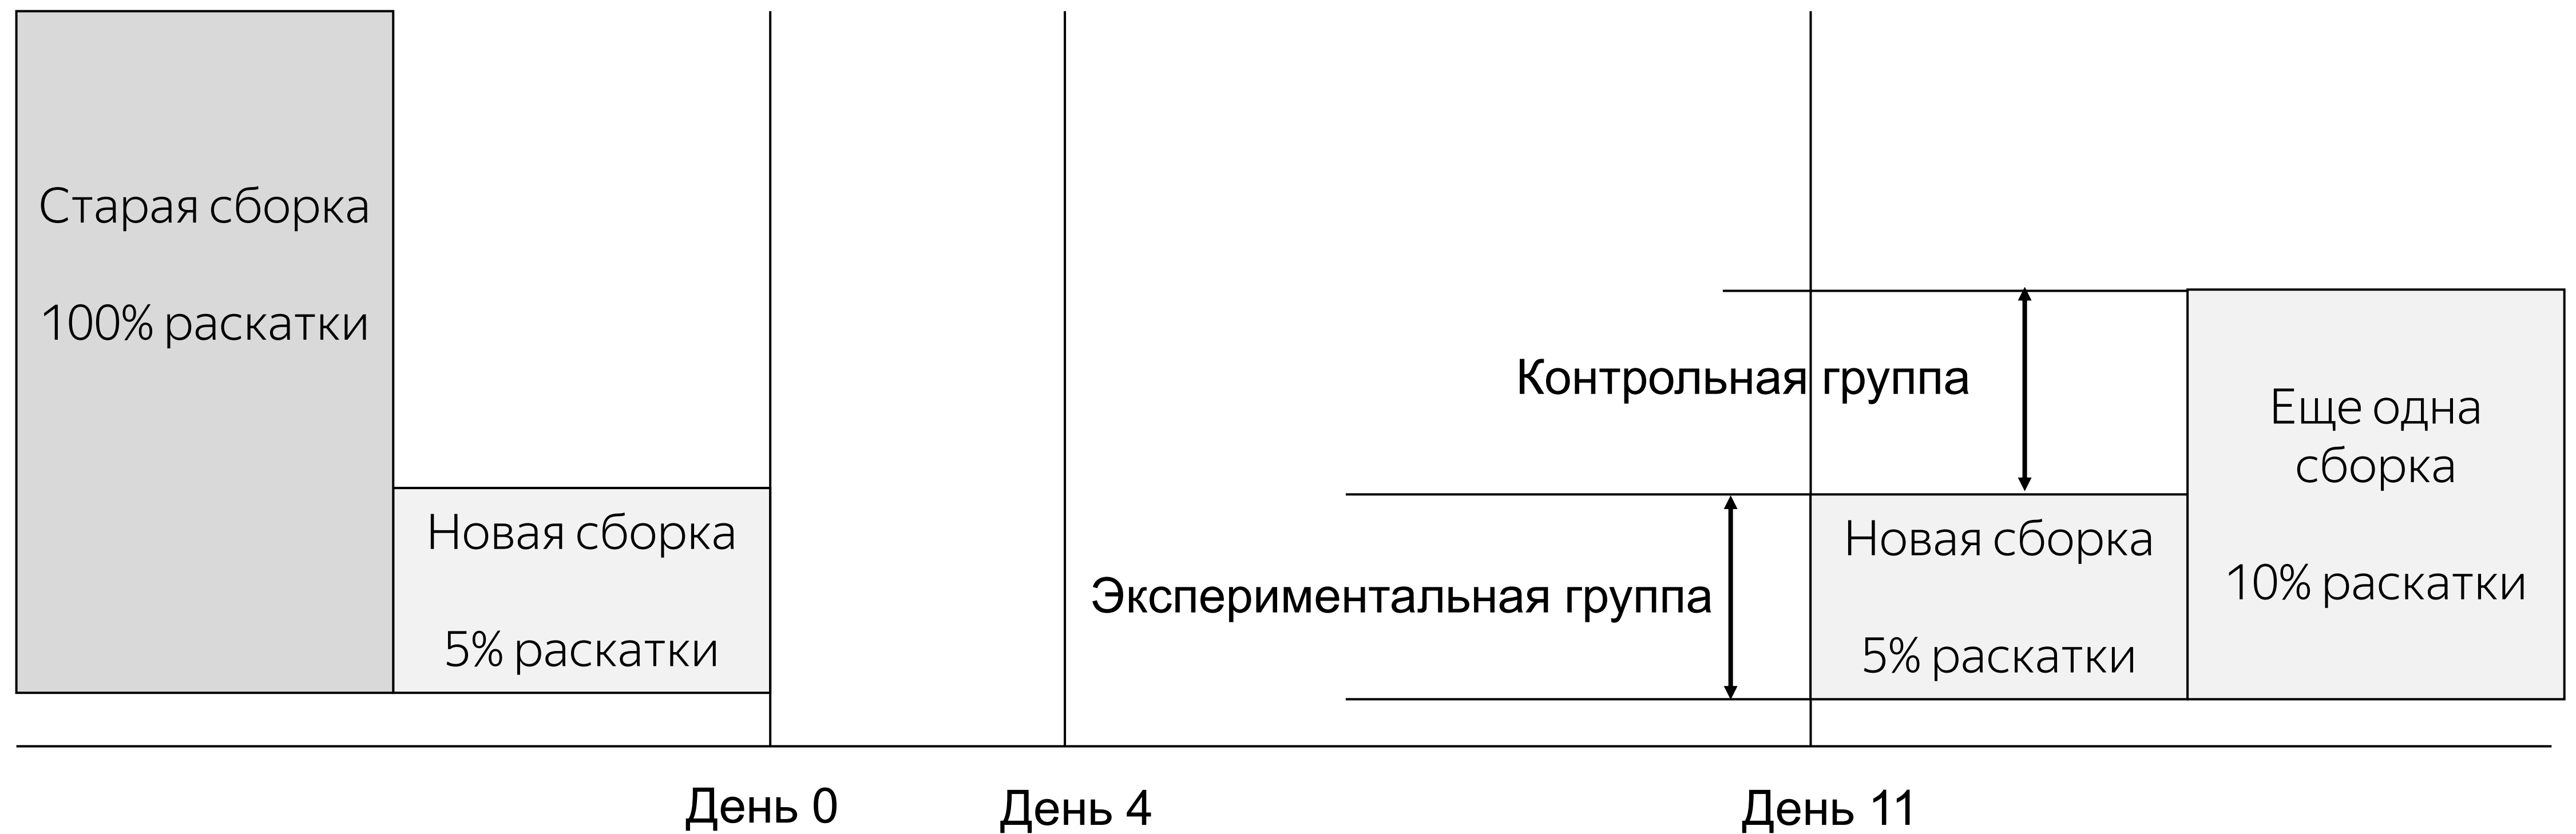 Старая сборка
100% раскатки
Новая сборка
5% раскатки
Контрольная группа
Экспериментальная группа
Новая сборка
5% раскатки
Еще одна
сборка
10% раскатки
День 0
День 4
День 11